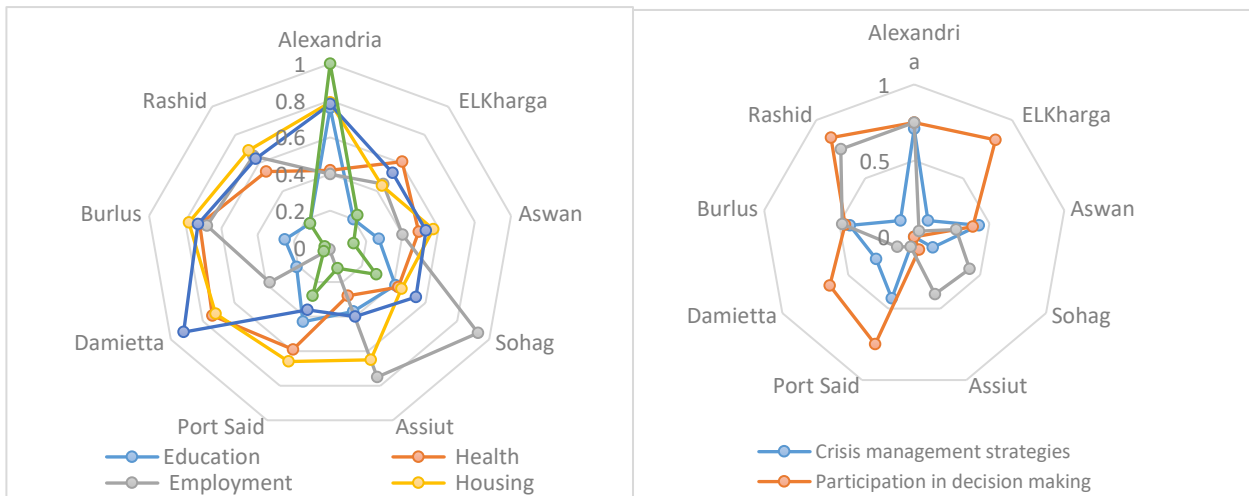 Alexandria
1
ELKharga
Rashid
0.8
0.6
0.4
Burlus
Aswan
0.2
0
Damietta
Sohag
Port Said
Assiut
Education
Health
Employment
Housing
Alexandri
a
1
Rashid
ELKharga
0.5
Burlus
Aswan
0
Damietta
Sohag
Port Said
Assiut
Crisis management strategies
Participation in decision making